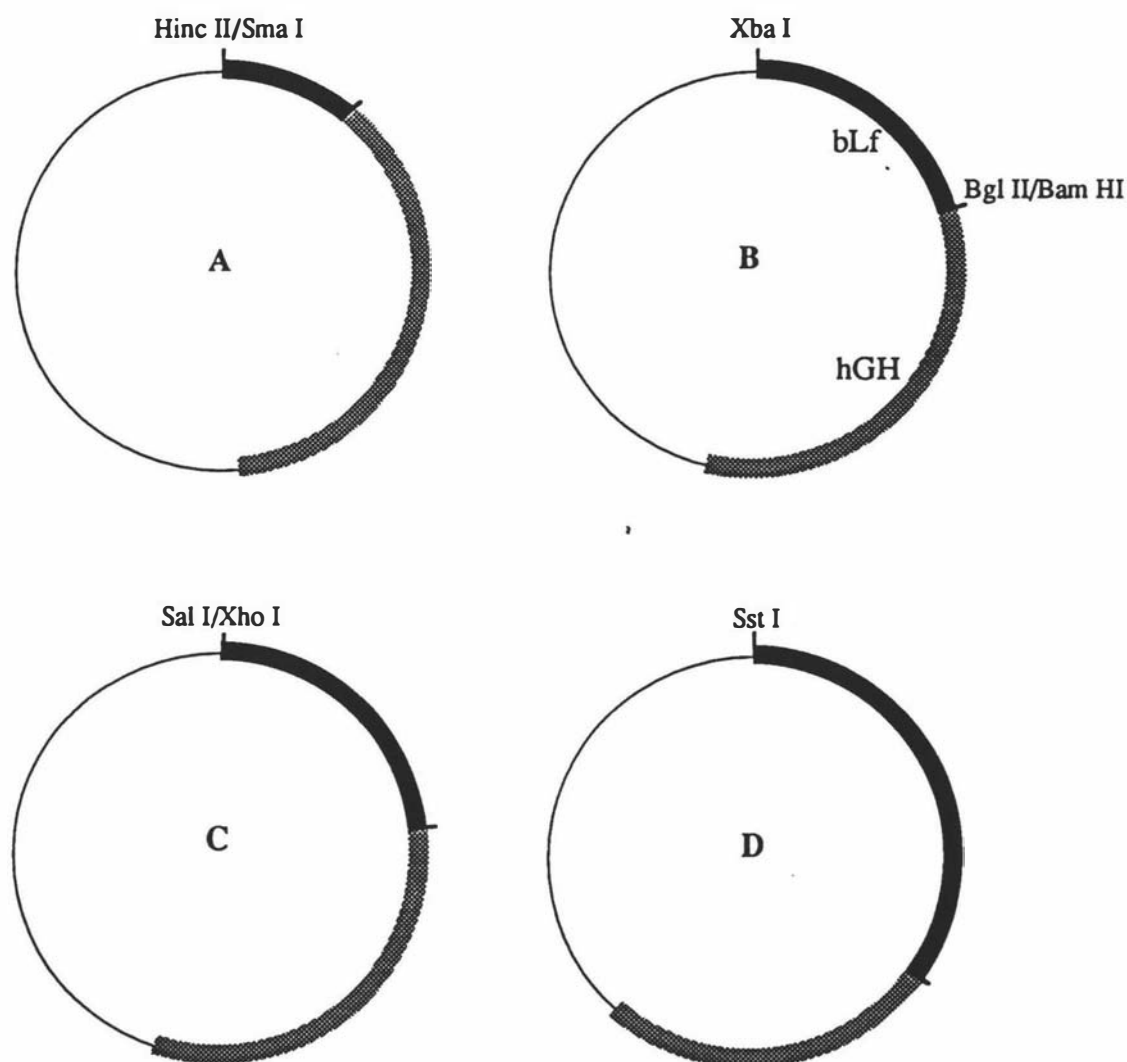 Hinc II/Sma I
Xba I
bLf
Bgl II/Bam HI
A
B
hGH
Sal I/Xho I
Sst I
C
D